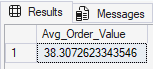 Results Messages
Avg_Order_Value
1 38.3072623343546